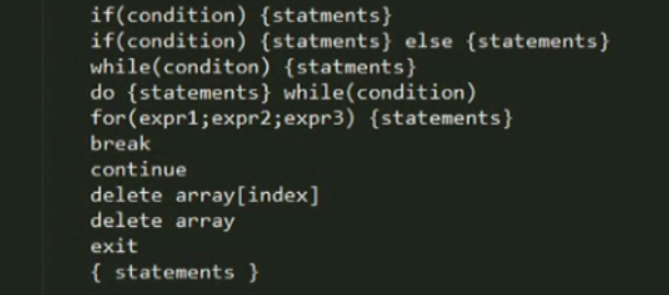 if(condition) {statments}
if(condition) {statments} else {statements}
while(conditon) {statments}
do {statements} while(condition)
for(expr1;expr2;expr3) {statements}
break
continue
delete array[index]
delete array
exit
{ statements }